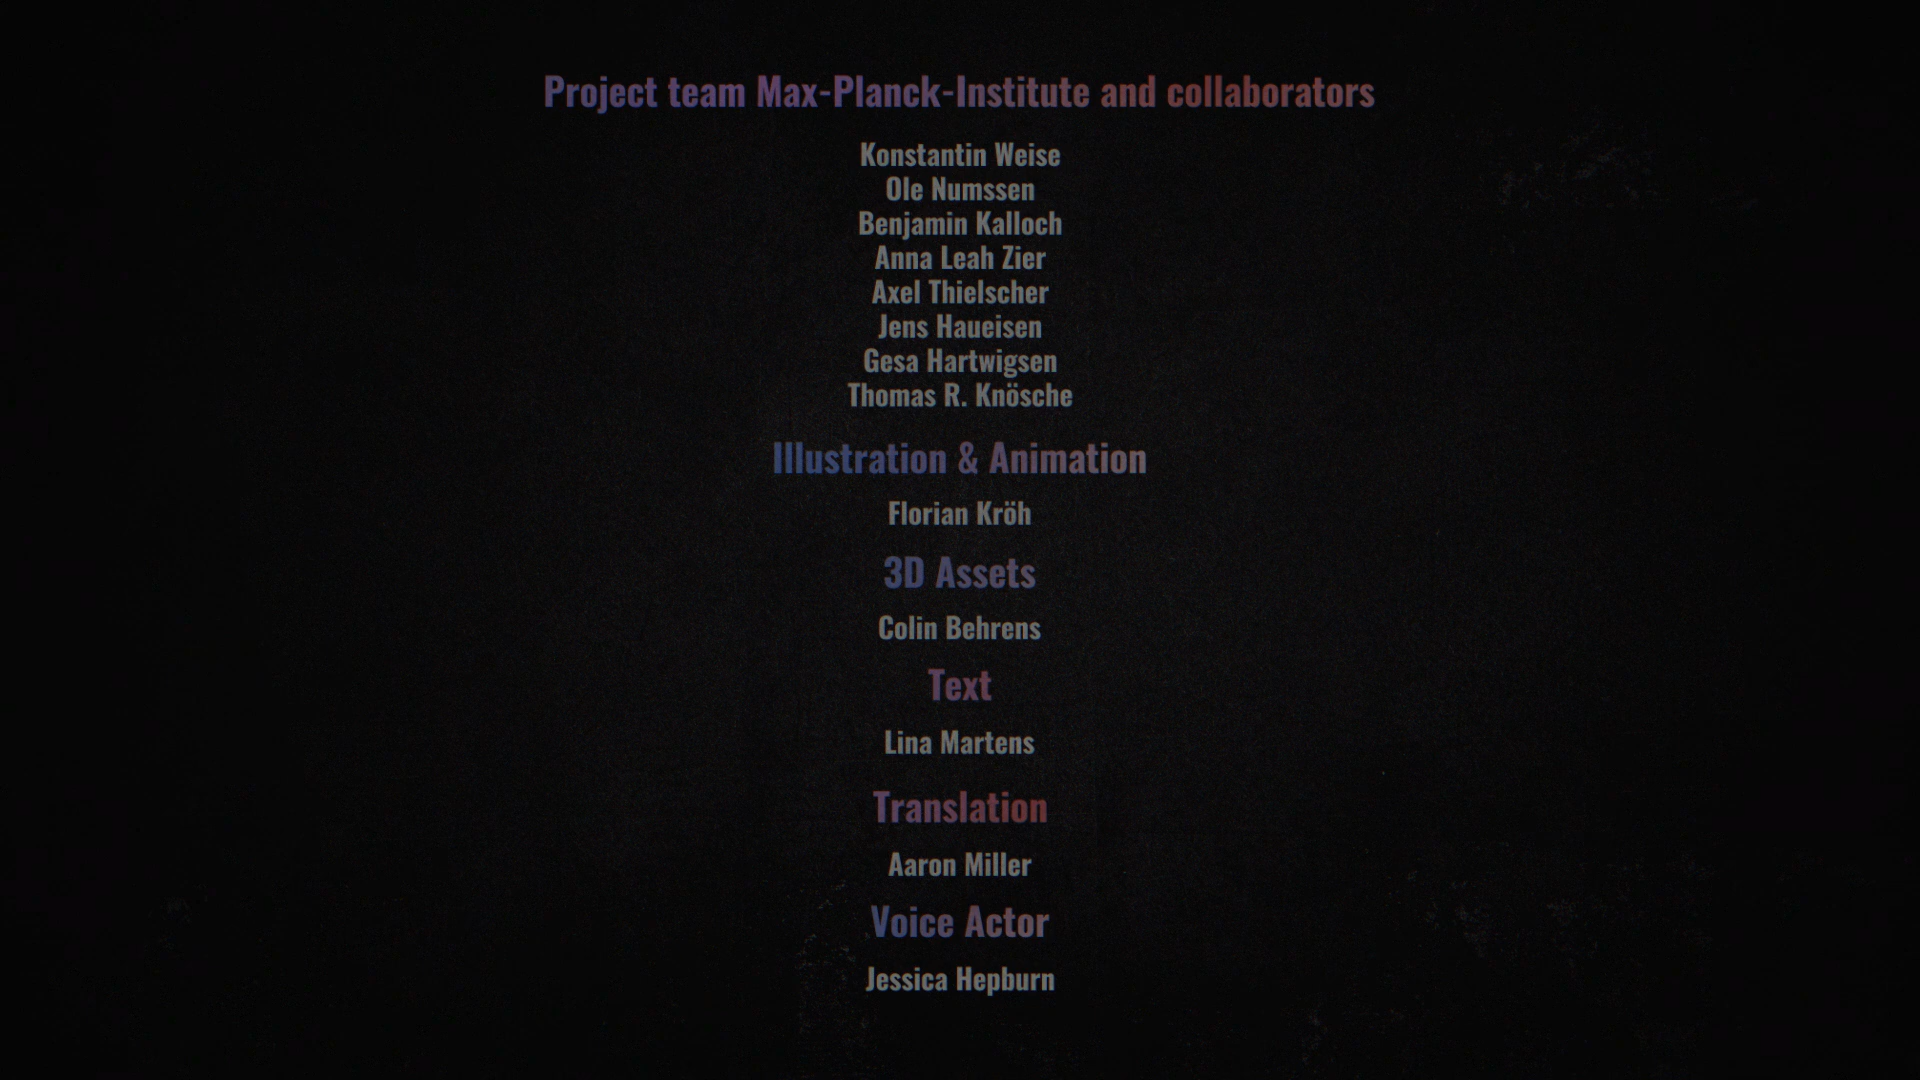 Project team Max-Planck-Institute and collaborators
Konstantin Weise
Ole Numssen
Benjamin Kalloch
Anna Leah Zier
Axel Thielscher
Jens Haueisen
Gesa Hartwigsen
Thomas R. Knösche
Illustration & Animation
Florian Kröh
3D Assets
Colin Behrens
Text
Lina Martens
Translation
Aaron Miller
Voice Actor
Jessica Hepburn